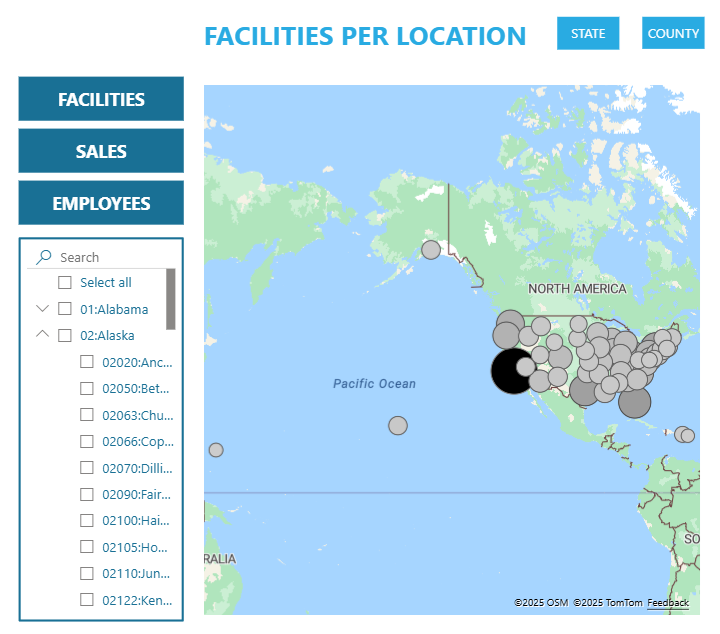 FACILITIES PER LOCATION
STATE
COUNTY
FACILITIES
SALES
EMPLOYEES
Search
Select all
01:Alabama
02:Alaska
02020:Anc...
02050:Bet...
02063:Chu...
02066:Cop...
02070:Dilli...
02090:Fair...
02100:Hai...
02105:Ho...
02110:Jun...
02122:Ken...
NORTH AMERICA
Pacific Ocean
RALIA
SO
©2025 OSM ©2025 TomTom Feedback